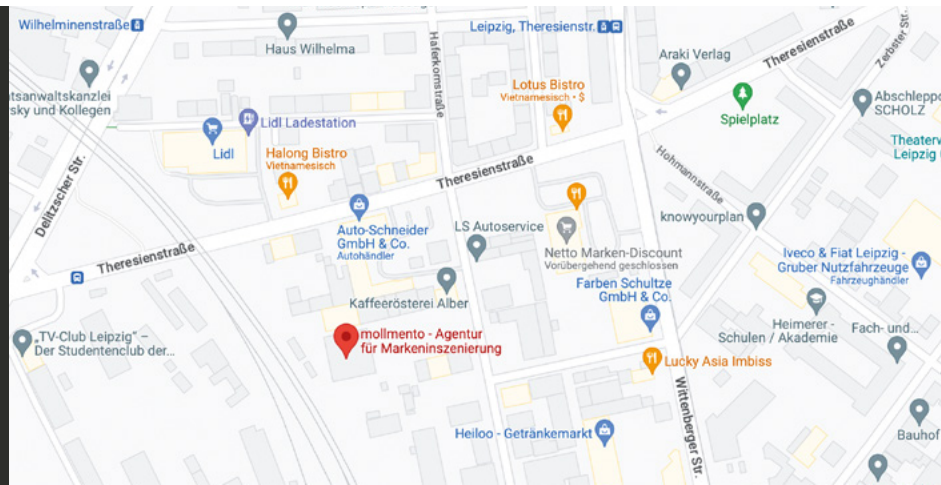 Wilhelminenstraße
Leipzig, Theresienstr.
Haus Wilhelma
Haferkornstraße
Araki Verlag
Theresienstraße
Zerbster Str.
tsanwaltskanzlei
sky und Kollegen
Lotus Bistro
Vietnamesisch • $
Spielplatz
Abschleppd
SCHOLZ
Lidl Ladestation
Lidl
Halong Bistro
Vietnamesisch
Theaterw
Leipzig
Theresienstraße
Hohmannstraße
Delitzscher Str.
Auto-Schneider
GmbH & Co.
Autohändler
LS Autoservice
knowyourplan
Netto Marken-Discount
Vorübergehend geschlossen
Theresienstraße
Iveco & Fiat Leipzig -
Gruber Nutzfahrzeuge
Fahrzeughändler
Farben Schultze
GmbH & Co.
Kaffeerösterei Alber
Heimerer -
Schulen / Akademie
Fach- und...
mollmento - Agentur
für Markeninszenierung
„TV-Club Leipzig“ –
Der Studentenclub der...
Lucky Asia Imbiss
Wittenberger Str.
Heiloo - Getränkemarkt
Bauhof